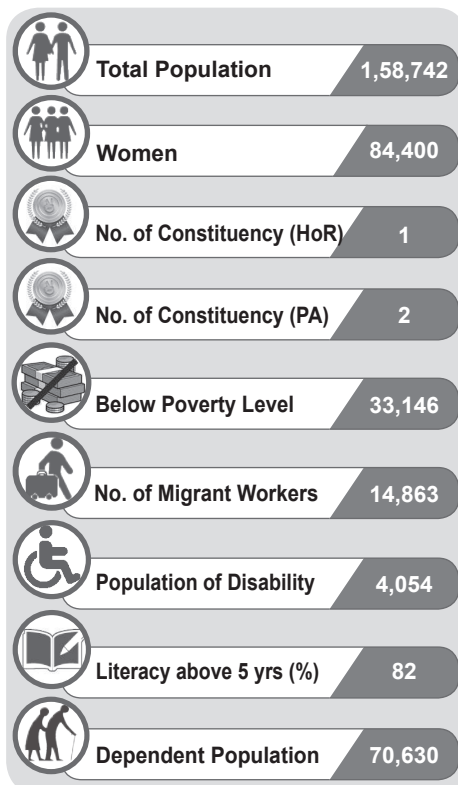 Total Population 1,58,742
Women 84,400
No. of Constituency (HoR) 1
No. of Constituency (PA) 2
Below Poverty Level 33,146
No. of Migrant Workers 14,863
Population of Disability 4,054
Literacy above 5 yrs (%) 82
Dependent Population 70,630